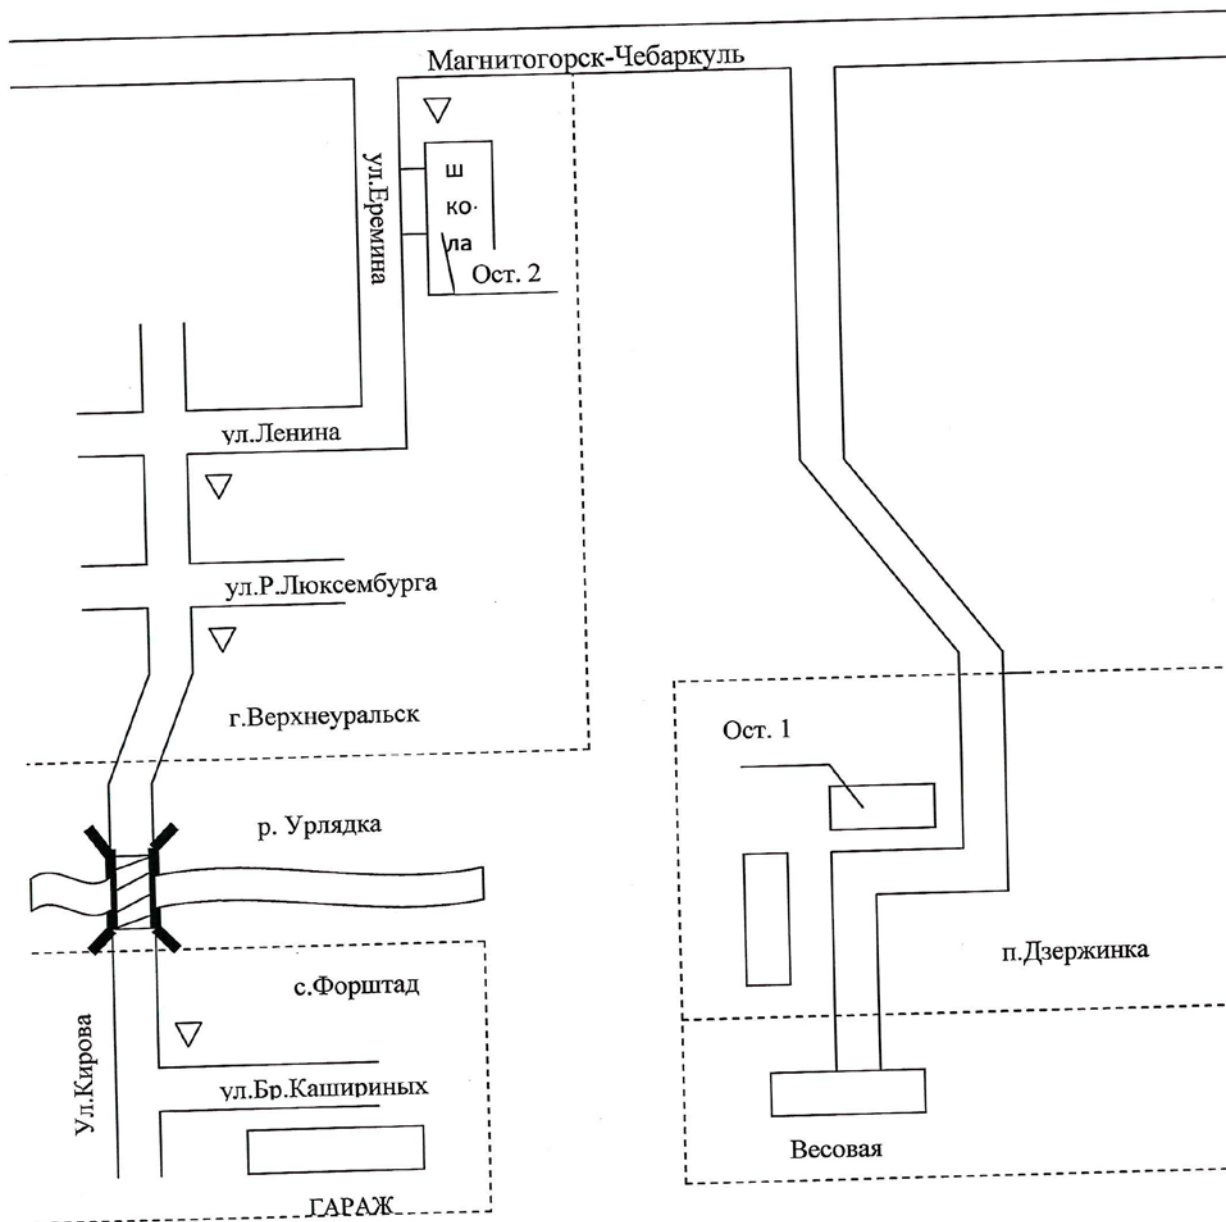 Магнитогорск-Чебаркуль
ул.Еремина
ш
ко.
ла
Ост. 2
ул.Ленина
ул.Р.Люксембурга
г.Верхнеуральск
Ост. 1
р. Урлядка
п.Дзержинка
с.Форштад
Ул.Кирова
ул.Бр.Кашириных
Весовая
ГАРАЖ